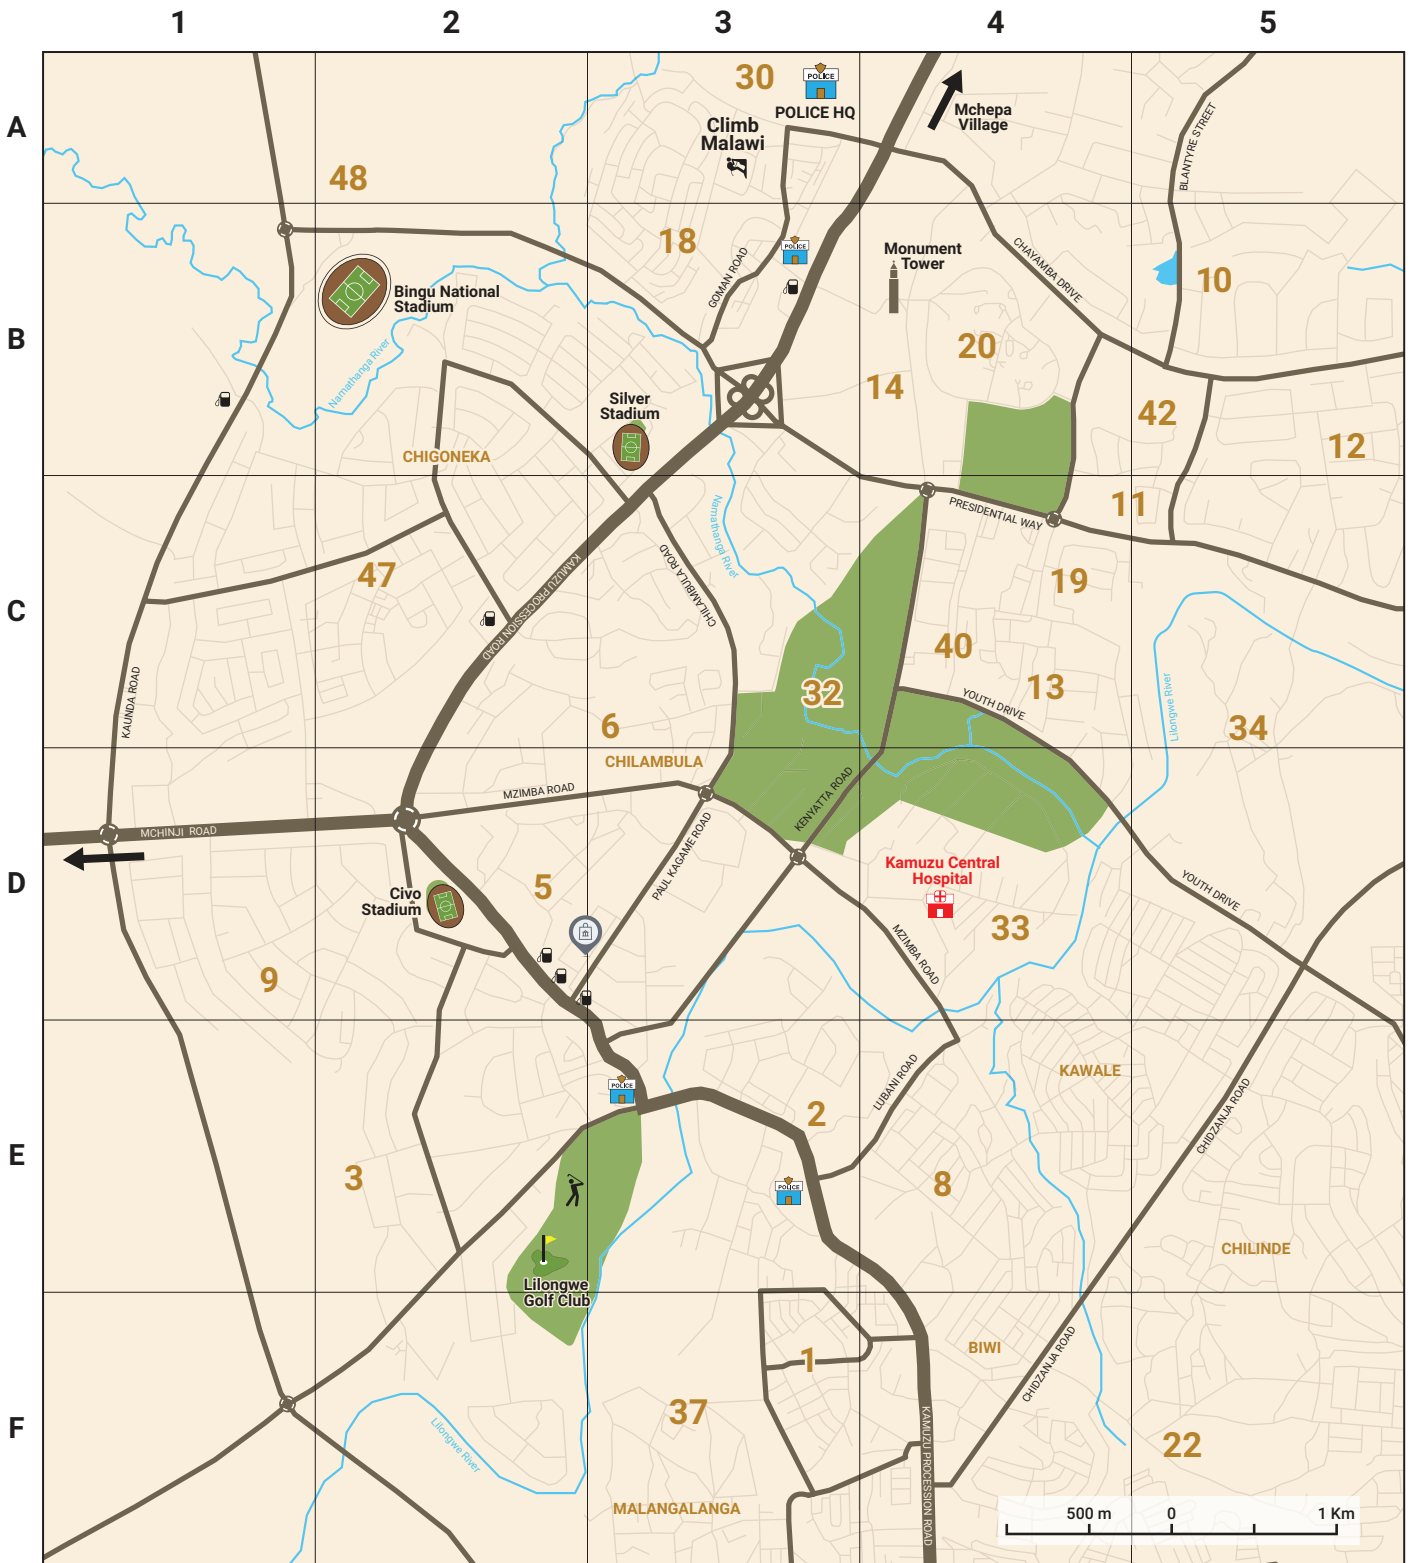 1 2 3 4 5
A
B
C
D
E
F
30
POLICE
POLICE HQ
Climb
Malawi
Mchepa
Village
BLANTYRE STREET
48
18
GOMAN ROAD
POLICE
Monument
Tower
CHAYAMBA DRIVE
10
Bingu National
Stadium
Namathanga River
20
14
Silver
Stadium
42
12
CHIGONEKA
11
Namathanga River
PRESIDENTIAL WAY
47
KAMUZU PROCESSION ROAD
CHILAMBULA ROAD
19
40
13
32
KAUNDA ROAD
YOUTH DRIVE
Lilongwe River
34
6
CHILAMBULA
MZIMBA ROAD
KENYATTA ROAD
MCHINJI ROAD
PAUL KAGAME ROAD
Kamuzu Central
Hospital
YOUTH DRIVE
Civo
Stadium
5
33
MZIMBA ROAD
9
KAWALE
LUBANI ROAD
POLICE
2
CHIDZANJA ROAD
3
POLICE
8
CHILINDE
Lilongwe
Golf Club
BIWI
1
CHIDZANJA ROAD
37
KAMUZU PROCESSION ROAD
Lilongwe River
22
MALANGALANGA
500 m 0 1 Km